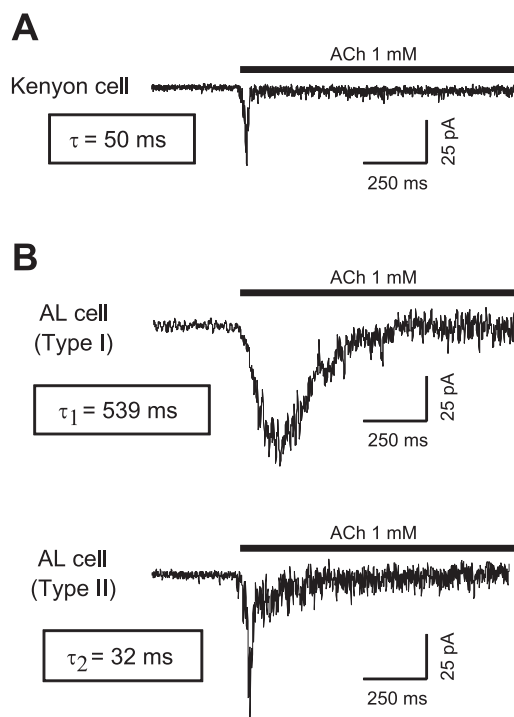 A
ACh 1 mM
Kenyon cell
τ = 50 ms
25 pA
250 ms
B
ACh 1 mM
AL cell
(Type I)
τ1 = 539 ms
25 pA
250 ms
ACh 1 mM
AL cell
(Type II)
τ2 = 32 ms
25 pA
250 ms